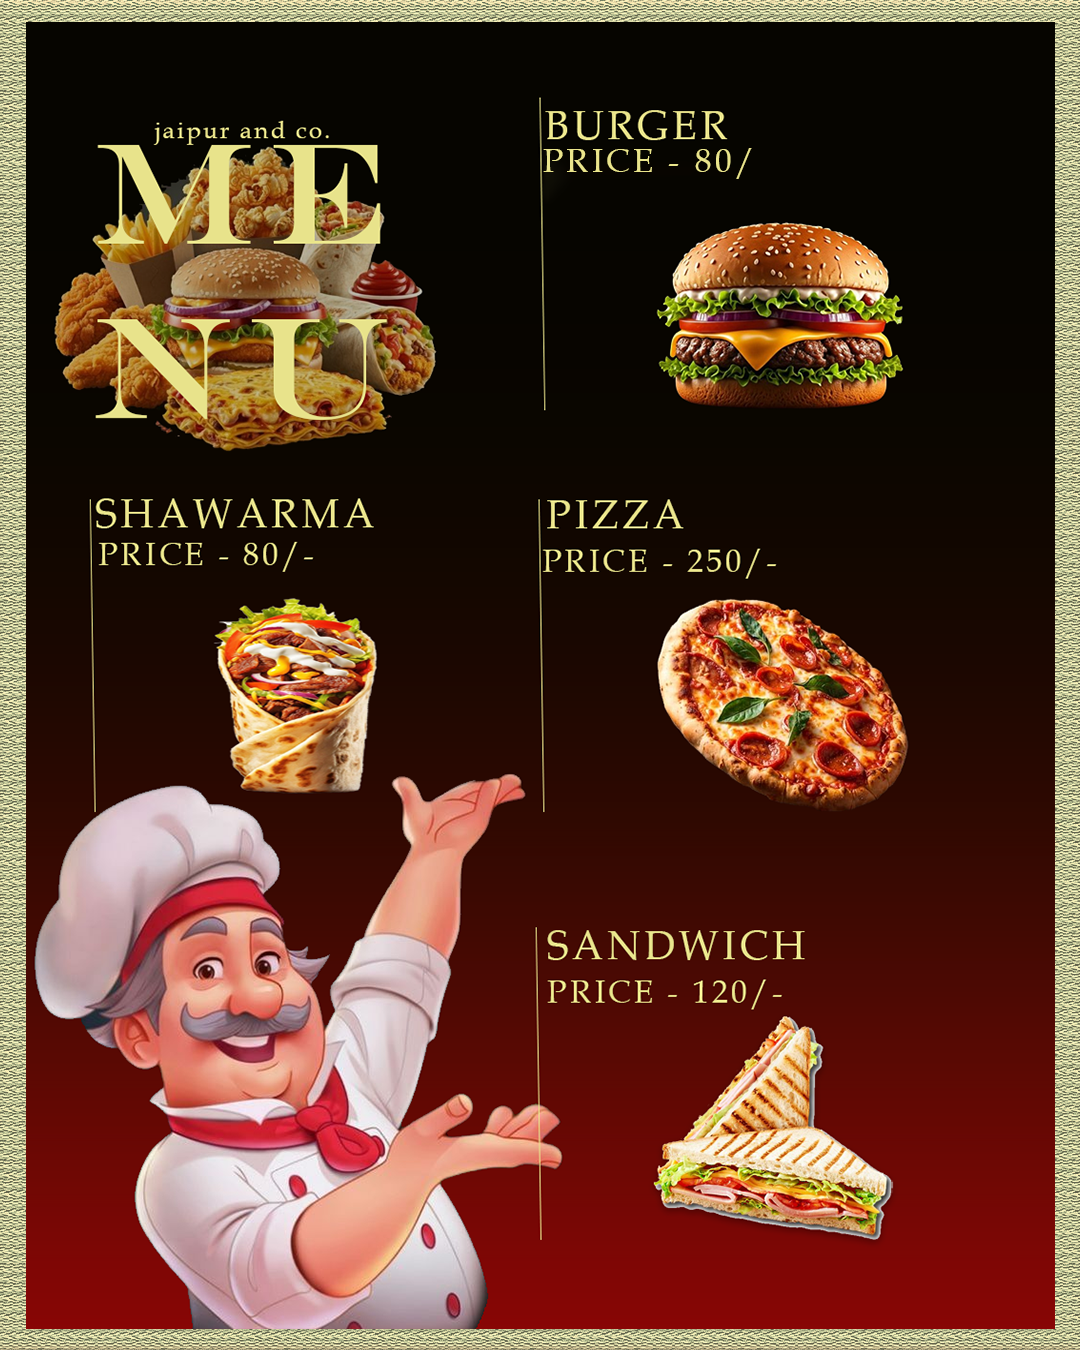 jaipur and co.
ME
NU
BURGER
PRICE - 80/
SHAWARMA
PRICE - 80/-
PIZZA
PRICE - 250/-
SANDWICH
PRICE - 120/-